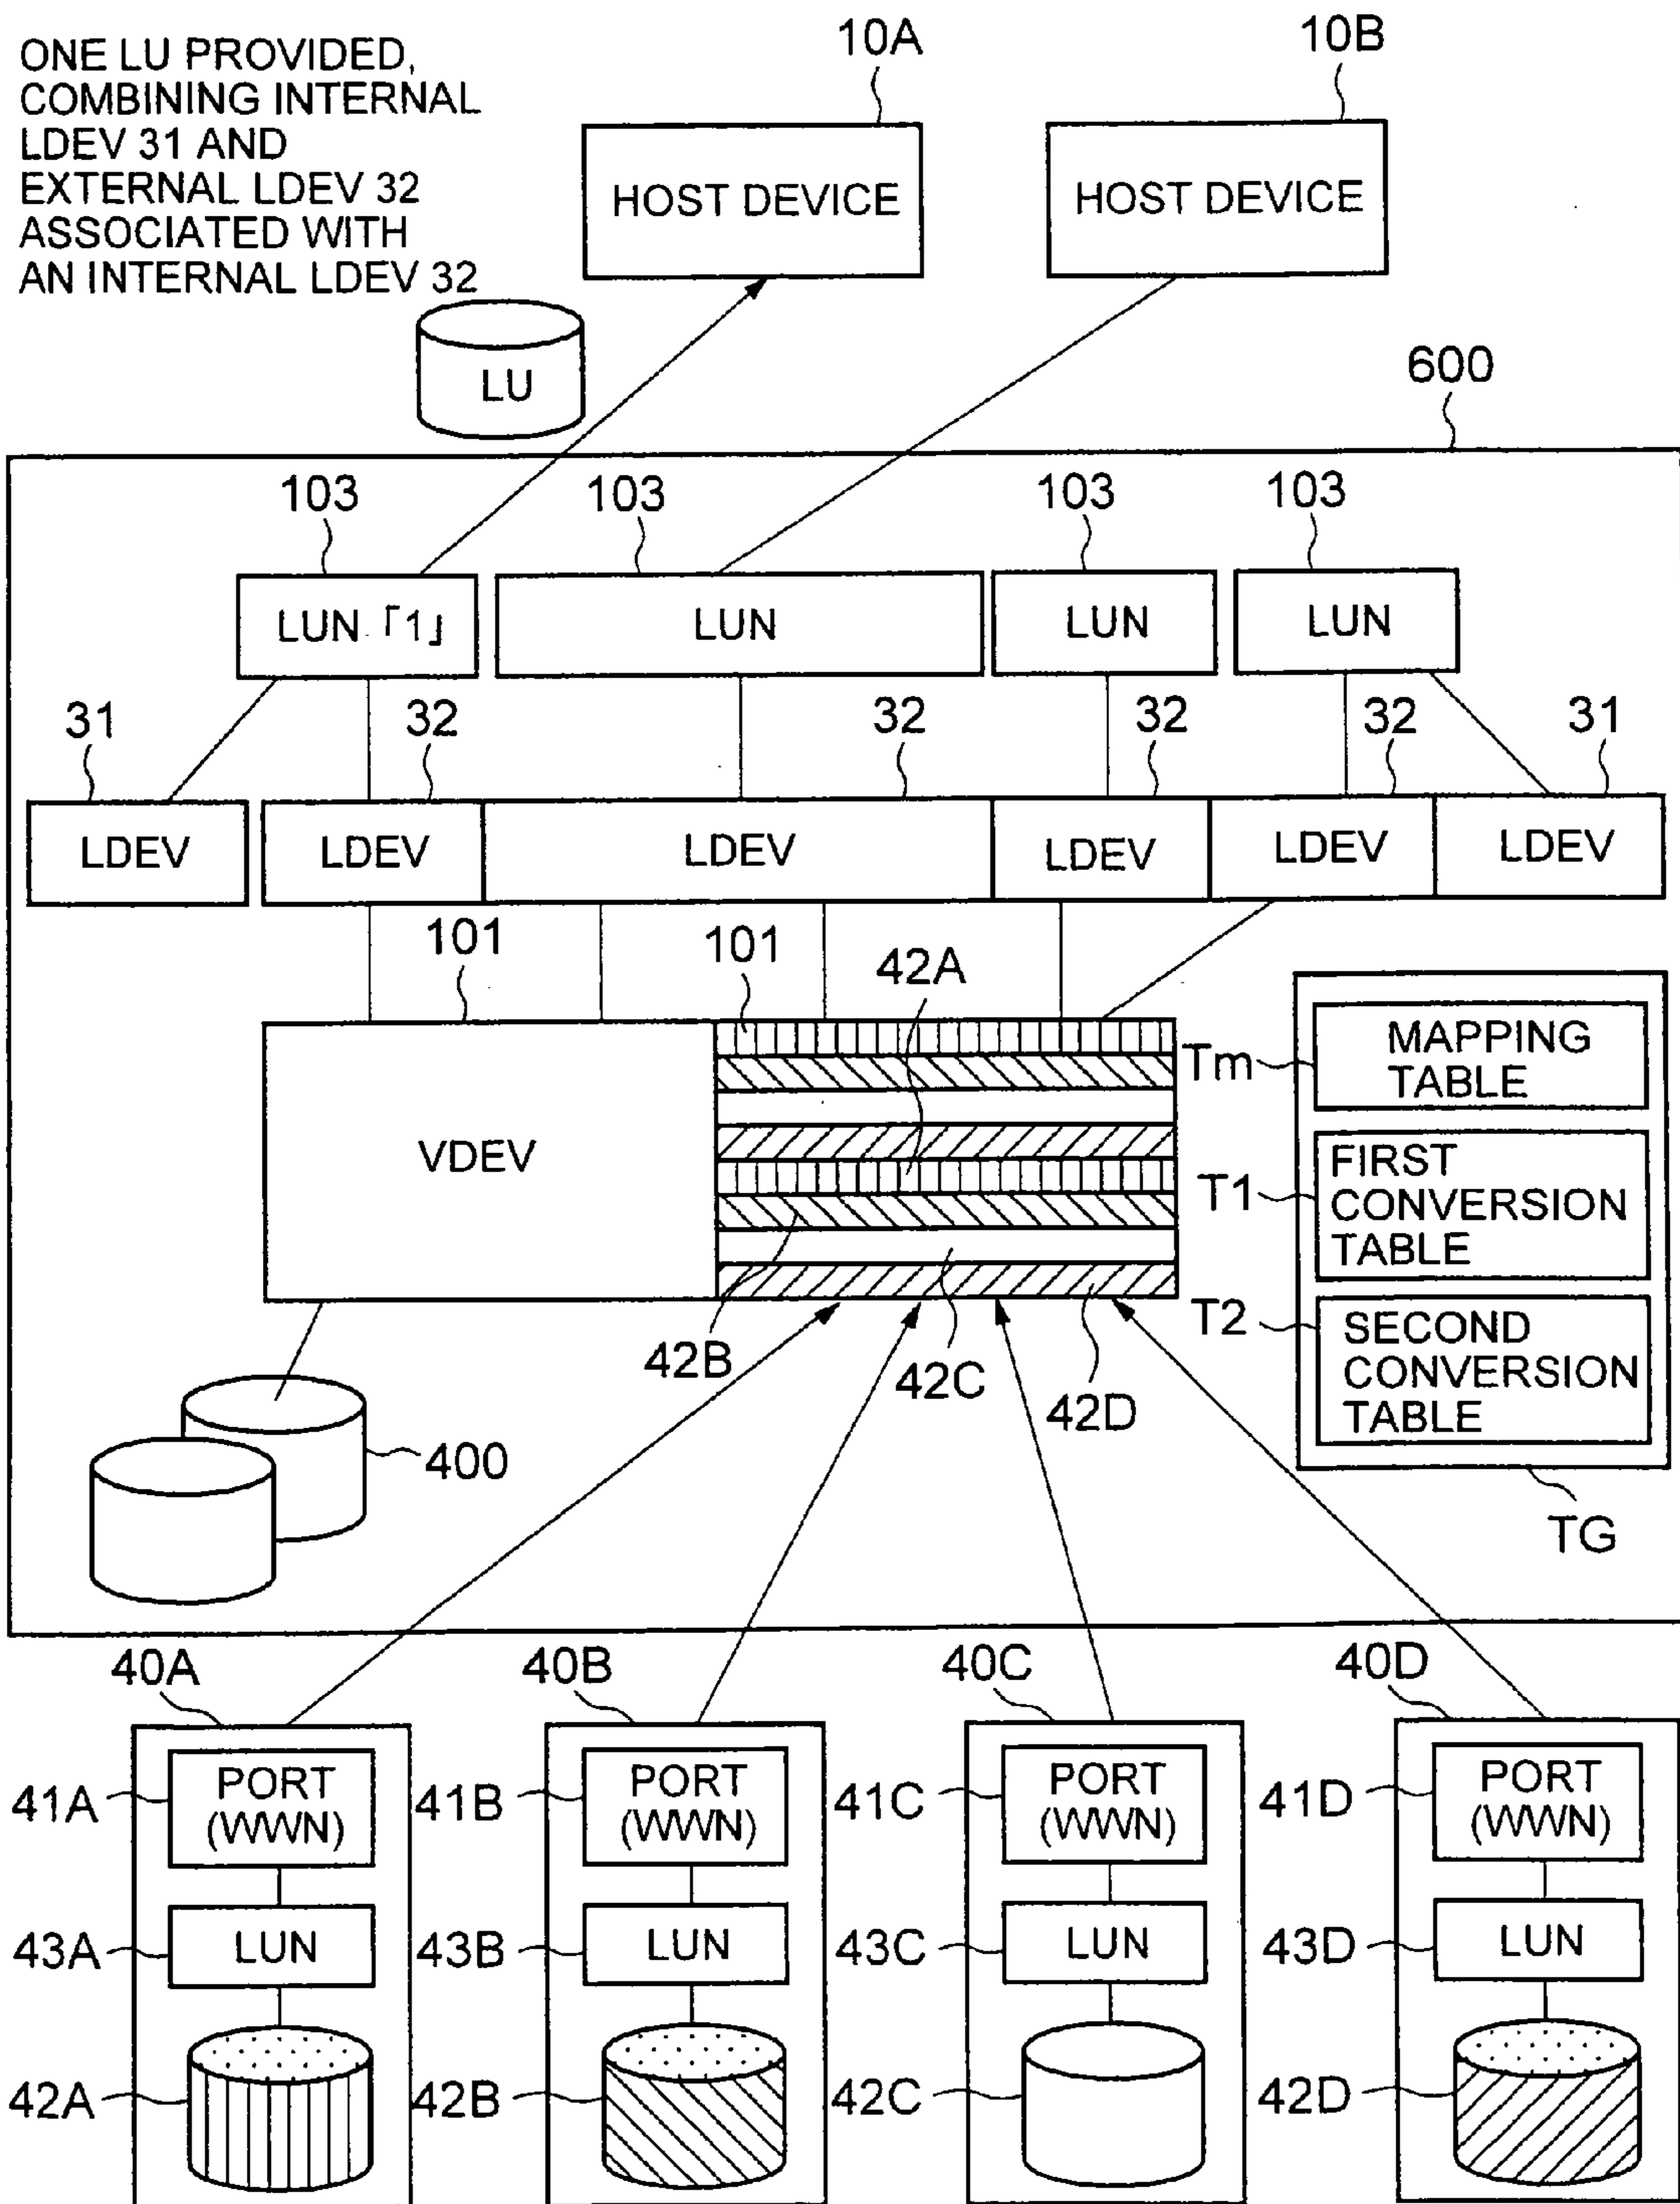 10A
10B
ONE LU PROVIDED,
COMBINING INTERNAL
LDEV 31 AND
EXTERNAL LDEV 32
ASSOCIATED WITH
AN INTERNAL LDEV 32
HOST DEVICE
HOST DEVICE
LU
600
103
103
103
103
LUN「1」
LUN
LUN
LUN
31
32
32
32
32
31
LDEV
LDEV
LDEV
LDEV
LDEV
LDEV
101
101
42A
VDEV
Tm
MAPPING
TABLE
T1
FIRST
CONVERSION
TABLE
T2
SECOND
CONVERSION
TABLE
42B
42C
42D
400
TG
40A
40B
40C
40D
41A
PORT
(WWN)
41B
PORT
(WWN)
41C
PORT
(WWN)
41D
PORT
(WWN)
43A
LUN
43B
LUN
43C
LUN
43D
LUN
42A
42B
42C
42D